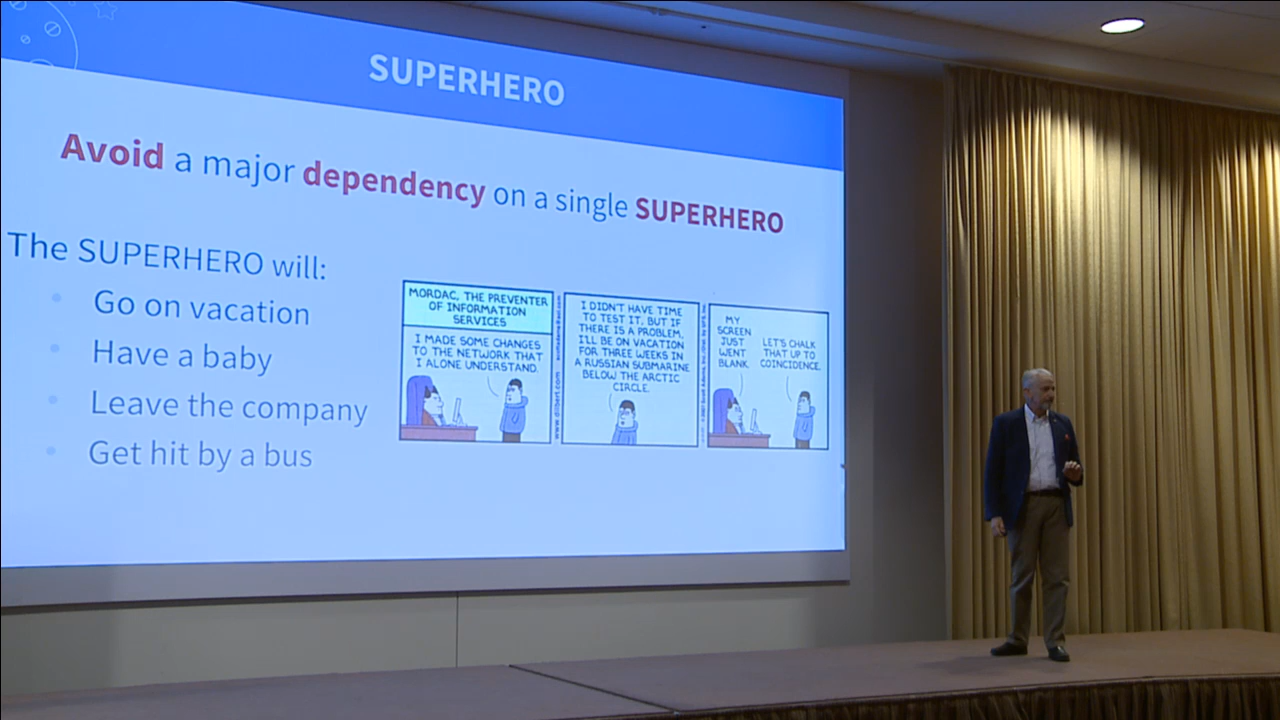 SUPERHERO
Avoid a major dependency on a single SUPERHERO
The SUPERHERO will:
Go on vacation
Have a baby
Leave the company
Get hit by a bus
MORDAC, THE PREVENTER
OF INFORMATION
SERVICES
I MADE SOME CHANGES
TO THE NETWORK THAT
I ALONE UNDERSTAND.
www.dilbert.com
I DIDN'T HAVE TIME
TO TEST IT, BUT IF
THERE IS A PROBLEM,
I'LL BE ON VACATION
FOR THREE WEEKS IN
A RUSSIAN SUBMARINE
BELOW THE ARCTIC
CIRCLE.
MY
SCREEN
JUST
WENT
BLANK.
LET'S CHALK
THAT UP TO
COINCIDENCE.